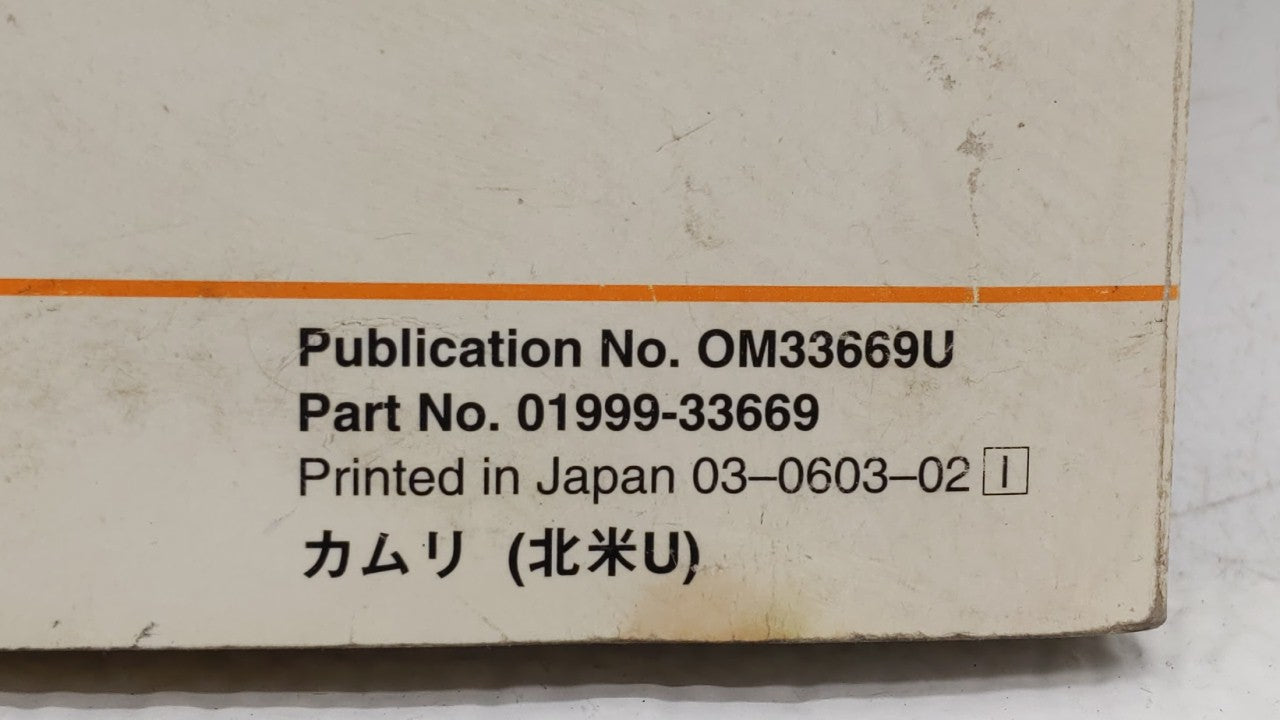 Publication No. OM33669U
Part No. 01999-33669
Printed in Japan 03–0603–02 I
カムリ (北米U)